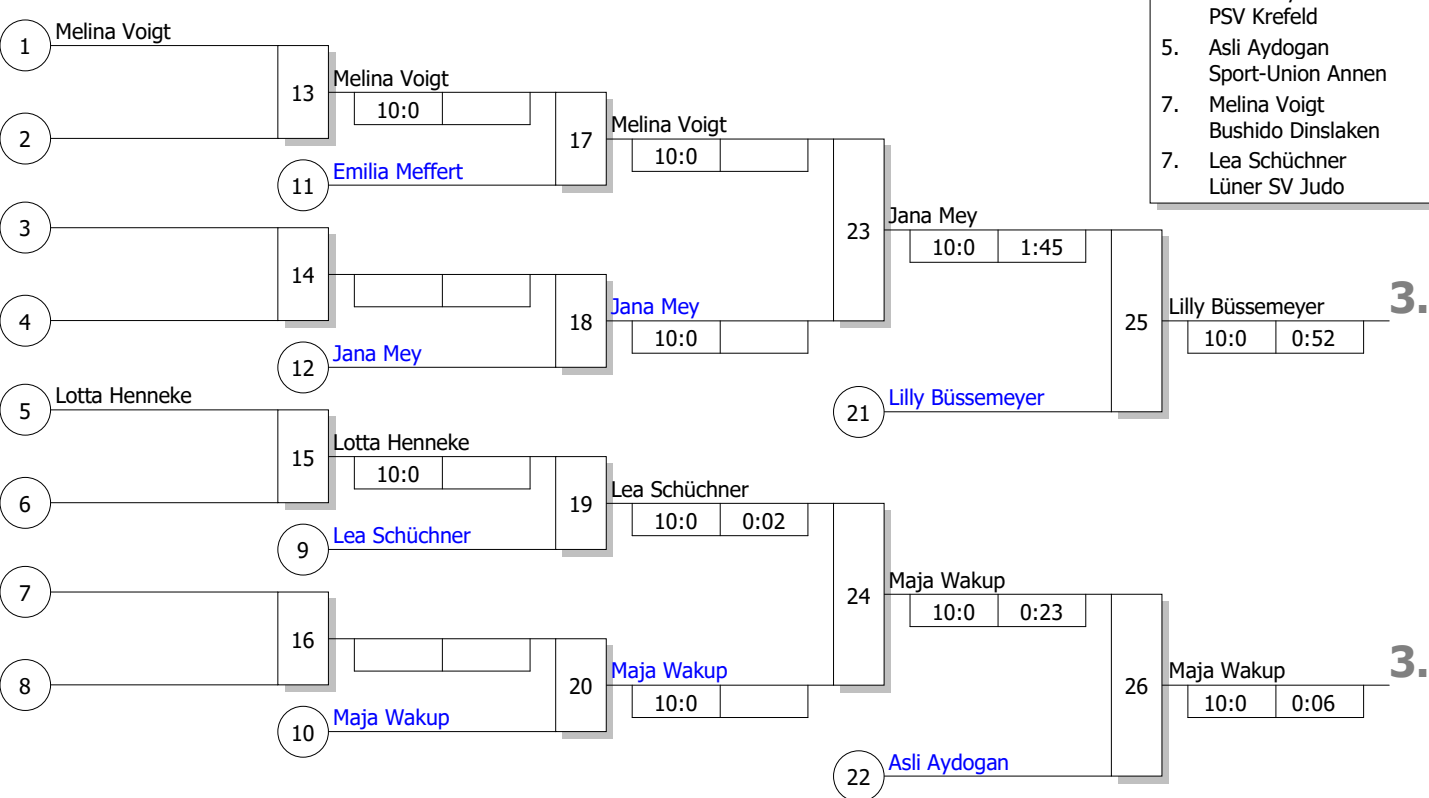 PSV Krefeld
5. Asli Aydogan
Sport-Union Annen
7. Melina Voigt
Bushido Dinslaken
7. Lea Schüchner
Lüner SV Judo
1 Melina Voigt
2
13 Melina Voigt
10:0
11 Emilia Meffert
17 Melina Voigt
10:0
3
4
14
12 Jana Mey
18 Jana Mey
10:0
23 Jana Mey
10:0 1:45
21 Lilly Büssemeyer
25 Lilly Büssemeyer 3.
10:0 0:52
5 Lotta Henneke
6
15 Lotta Henneke
10:0
9 Lea Schüchner
19 Lea Schüchner
10:0 0:02
7
8
16
10 Maja Wakup
20 Maja Wakup
10:0
24 Maja Wakup
10:0 0:23
22 Asli Aydogan
26 Maja Wakup 3.
10:0 0:06